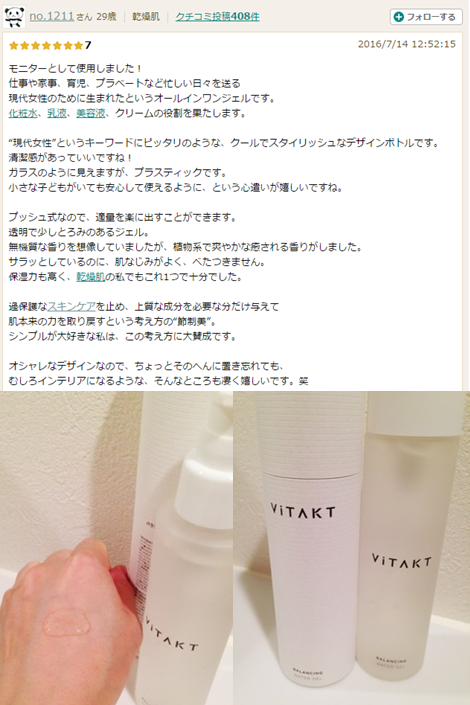 no.1211さん 29歳 | 乾燥肌 | クチコミ投稿408件
フォローする
★★★★★★★7
2016/7/14 12:52:15
モニターとして使用しました！
仕事や家事、育児、プラベートなど忙しい日々を送る
現代女性のために生まれたというオールインワンジェルです。
化粧水、乳液、美容液、クリームの役割を果たします。
“現代女性”というキーワードにピッタリのような、クールでスタイリッシュなデザインボトルです。
清潔感があっていいですね！
ガラスのように見えますが、プラスティックです。
小さな子どもがいても安心して使えるように、という心遣いが嬉しいですね。
プッシュ式なので、適量を楽に出すことができます。
透明で少しとろみのあるジェル。
無機質な香りを想像していましたが、植物系で爽やかな癒される香りがしました。
サラッとしているのに、肌なじみがよく、べたつきません。
保湿力も高く、乾燥肌の私でもこれ1つで十分でした。
過保護なスキンケアを止め、上質な成分を必要な分だけ与えて
肌本来の力を取り戻すという考え方の“節制美”。
シンプルが大好きな私は、この考え方に大賛成です。
オシャレなデザインなので、ちょっとそのへんに置き忘れても、
むしろインテリアになるような、そんなところも凄く嬉しいです。笑
ViTAKT
ViTAKT
BALANCING
WATER GEL
ViTAKT
BALANCING
WATER GEL